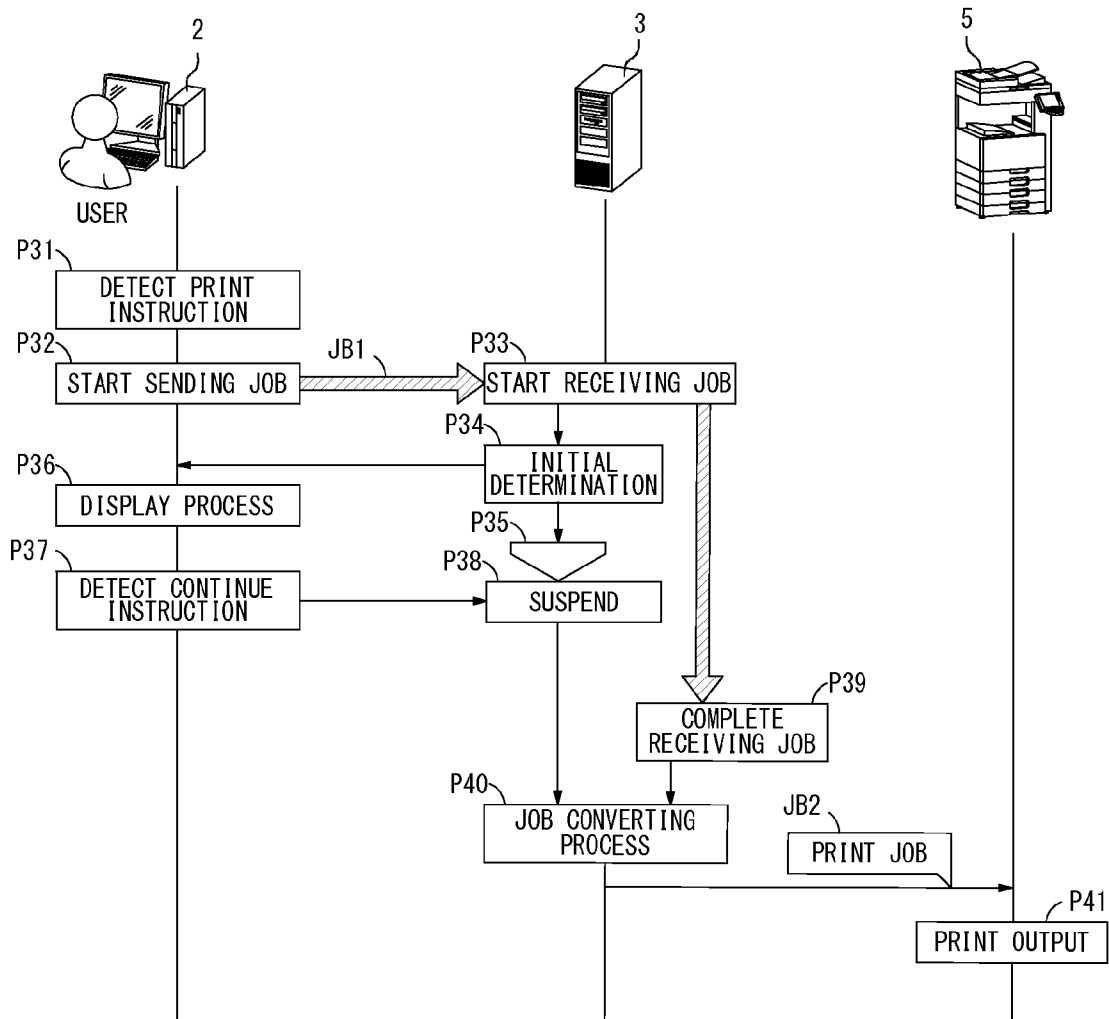 2
3
5
USER
P31
DETECT PRINT
INSTRUCTION
P32
START SENDING JOB
JB1
P33
START RECEIVING JOB
P34
INITIAL
DETERMINATION
P36
DISPLAY PROCESS
P35
P37
DETECT CONTINUE
INSTRUCTION
P38
SUSPEND
P39
COMPLETE
RECEIVING JOB
P40
JOB CONVERTING
PROCESS
JB2
PRINT JOB
P41
PRINT OUTPUT